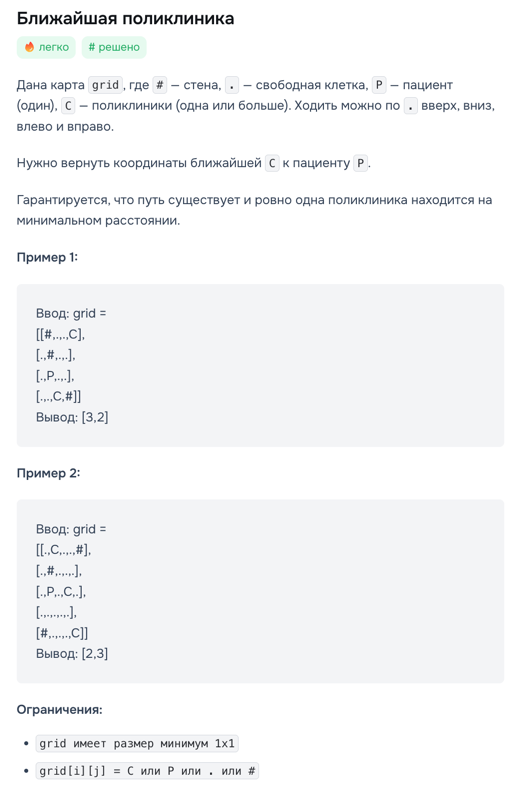 Ближайшая поликлиника
🔥 легко # решено
Дана карта grid, где # — стена, . — свободная клетка, P — пациент
(один), C — поликлиники (одна или больше). Ходить можно по . вверх, вниз,
влево и вправо.
Нужно вернуть координаты ближайшей C к пациенту P.
Гарантируется, что путь существует и ровно одна поликлиника находится на
минимальном расстоянии.
Пример 1:
Ввод: grid =
[[#,.,.,C],
[.,#,.,.],
[.,P,.,.],
[.,.,C,#]]
Вывод: [3,2]
Пример 2:
Ввод: grid =
[[.,C,.,.,#],
[.,#,.,.,.],
[.,P,.,C,.],
[.,.,.,.,.],
[#,.,.,.,C]]
Вывод: [2,3]
Ограничения:
• grid имеет размер минимум 1x1
• grid[i][j] = C или P или . или #